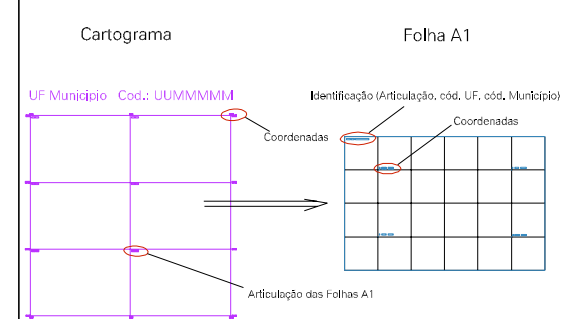 Cartograma
Folha A1
UF Município Cod.: UUMMMMM
Identificação (Articulação, cód. UF, cód. Município)
Coordenadas
Coordenadas
Articulação das Folhas A1